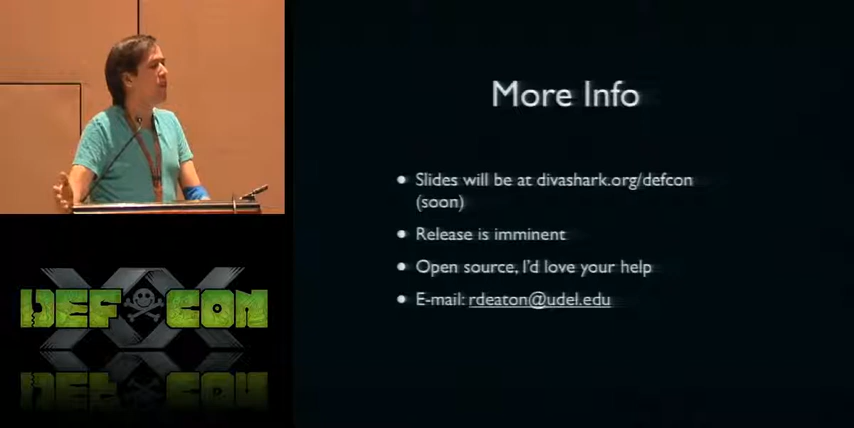 More Info
• Slides will be at divashark.org/defcon
(soon)
• Release is imminent
• Open source, I'd love your help
• E-mail: rdeaton@udel.edu
DEF CON
XX